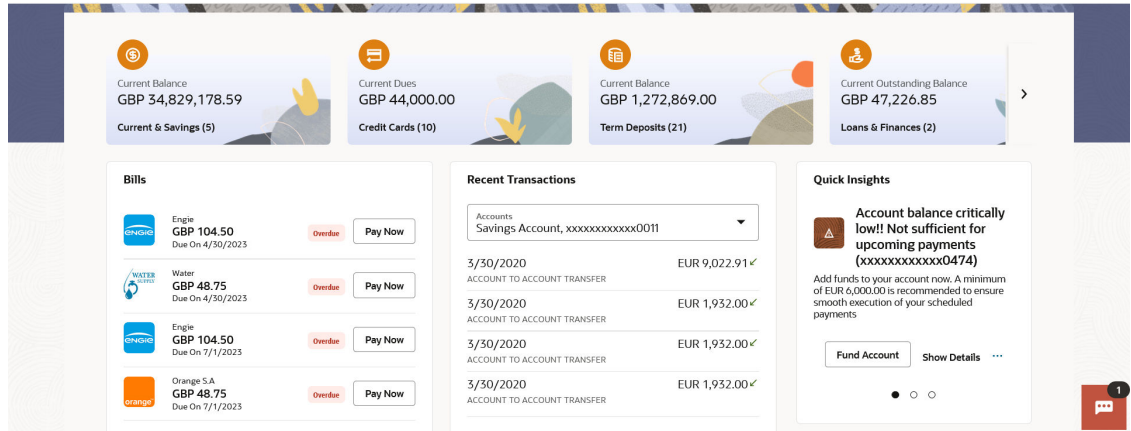 Current Balance
GBP 34,829,178.59
Current & Savings (5)
Current Dues
GBP 44,000.00
Credit Cards (10)
Current Balance
GBP 1,272,869.00
Term Deposits (21)
Current Outstanding Balance
GBP 47,226.85
Loans & Finances (2)
Bills
ENGIE
Engie
GBP 104.50
Due On 4/30/2023
Overdue
Pay Now
WATER
SUPPLY
Water
GBP 48.75
Due On 4/30/2023
Overdue
Pay Now
ENGIE
Engie
GBP 104.50
Due On 7/1/2023
Overdue
Pay Now
orange
Orange S.A
GBP 48.75
Due On 7/1/2023
Overdue
Pay Now
Recent Transactions
Accounts
Savings Account, xxxxxxxxxxxx0011
3/30/2020 EUR 9,022.91
ACCOUNT TO ACCOUNT TRANSFER
3/30/2020 EUR 1,932.00
ACCOUNT TO ACCOUNT TRANSFER
3/30/2020 EUR 1,932.00
ACCOUNT TO ACCOUNT TRANSFER
3/30/2020 EUR 1,932.00
ACCOUNT TO ACCOUNT TRANSFER
Quick Insights
Account balance critically
low!! Not sufficient for
upcoming payments
(xxxxxxxxxxxx0474)
Add funds to your account now. A minimum
of EUR 6,000.00 is recommended to ensure
smooth execution of your scheduled
payments
Fund Account
Show Details
1